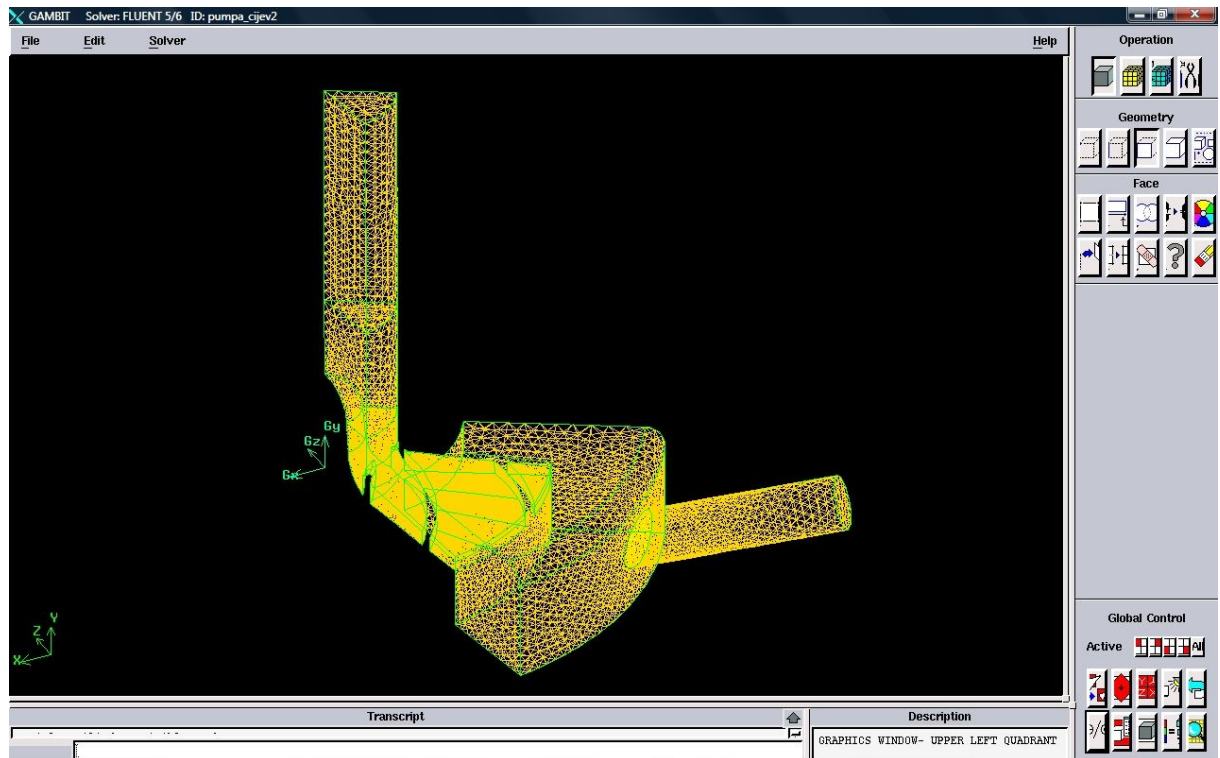 GAMBIT Solver: FLUENT 5/6 ID: pumpa_cijev2
File Edit Solver Help
Operation
Geometry
Face
Gy
Gz
Gx
Y
Z
X
Global Control
Active All
Transcript
Description
GRAPHICS WINDOW- UPPER LEFT QUADRANT